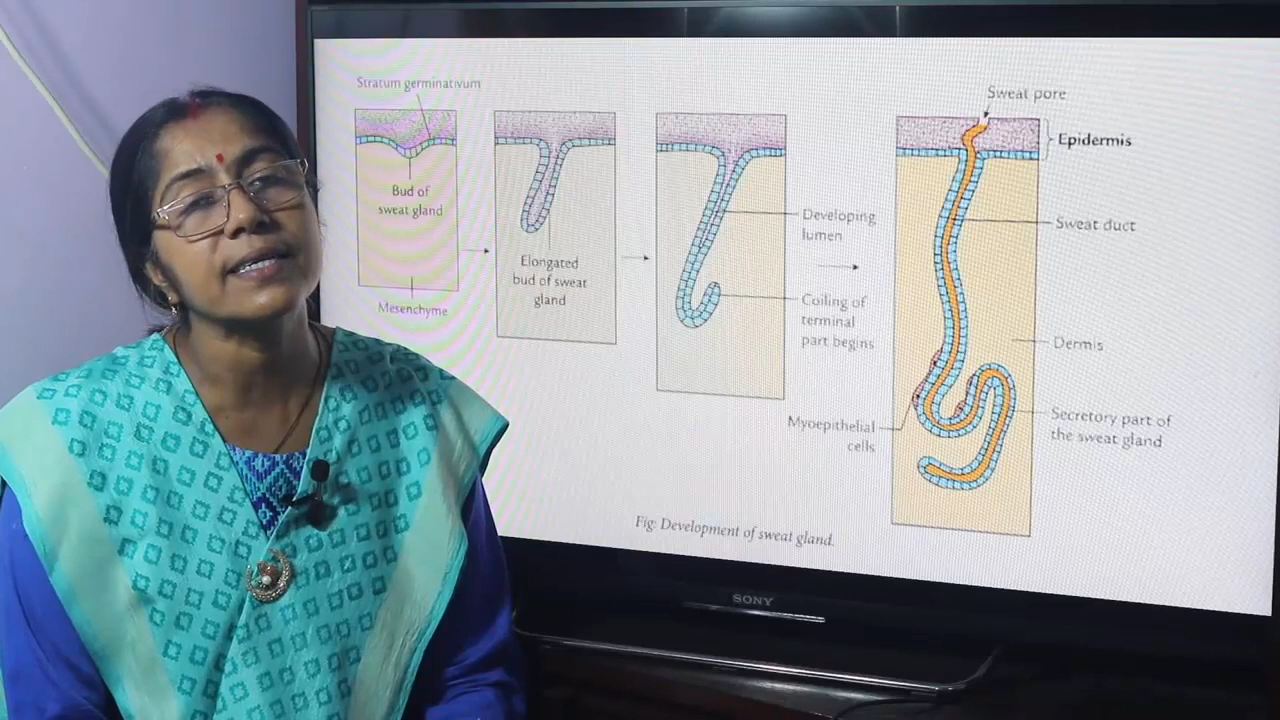 Stratum germinativum
Bud of
sweat gland
Mesenchyme
Elongated
bud of sweat
gland
Developing
lumen
Coiling of
terminal
part begins
Sweat pore
Epidermis
Sweat duct
Dermis
Myoepithelial
cells
Secretory part of
the sweat gland
Fig: Development of sweat gland.
SONY